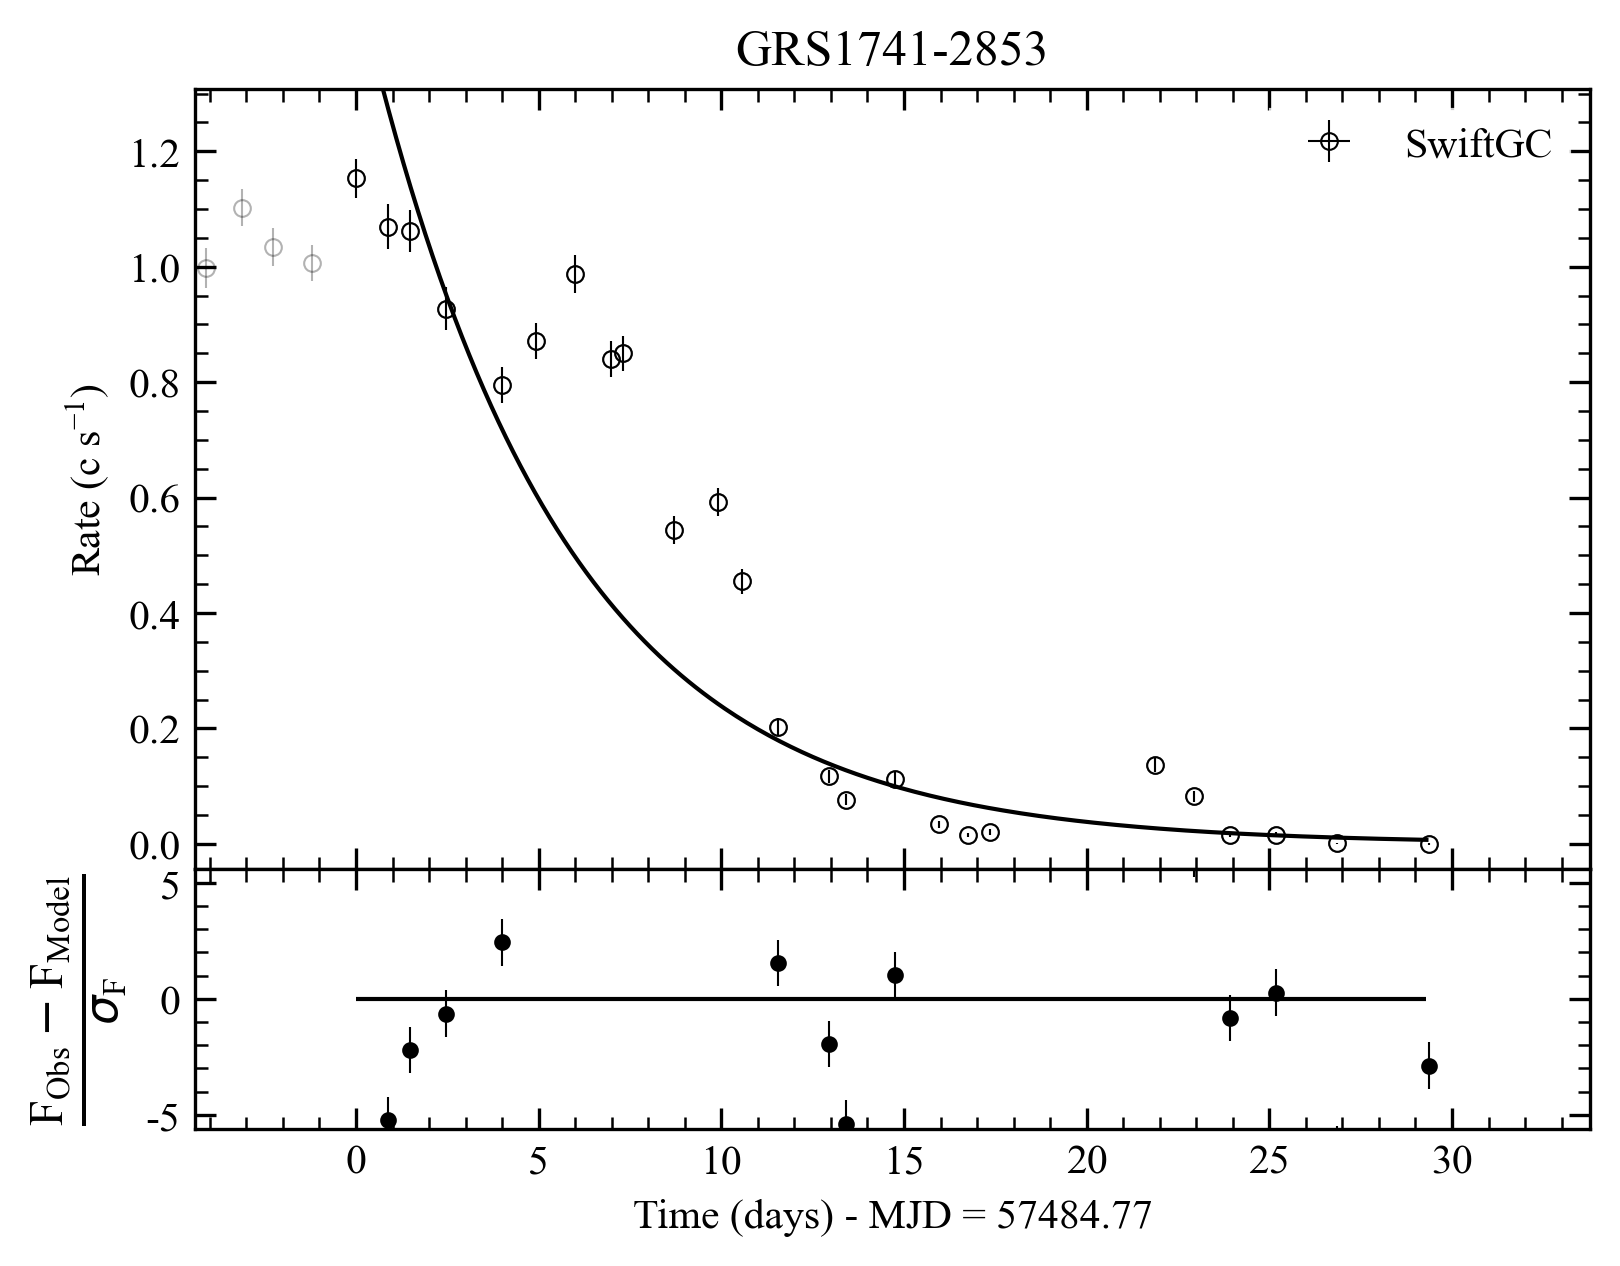 GRS1741-2853
SwiftGC
Rate (c s⁻¹)
1.2
1.0
0.8
0.6
0.4
0.2
0.0
F_Obs − F_Model
σ_F
5
0
-5
0 5 10 15 20 25 30
Time (days) - MJD = 57484.77